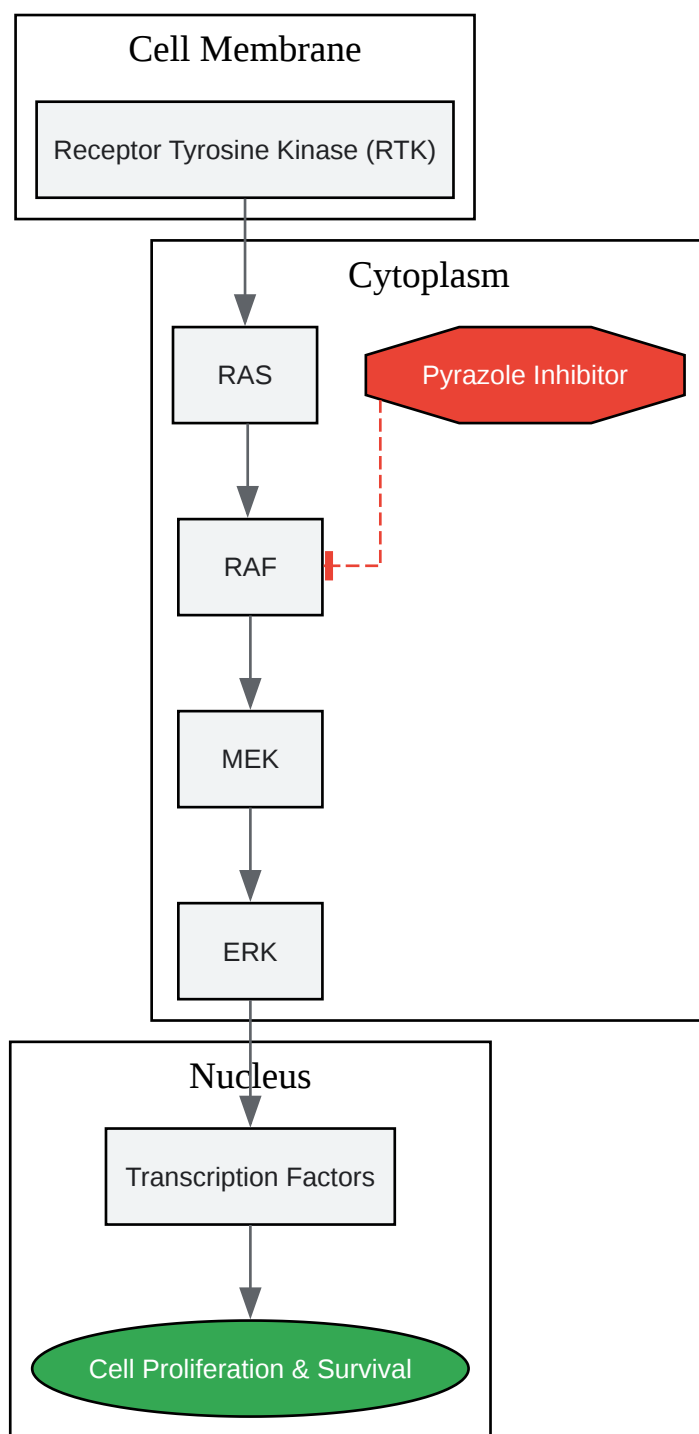 Cell Membrane
Receptor Tyrosine Kinase (RTK)
Cytoplasm
RAS
Pyrazole Inhibitor
RAF
MEK
ERK
Nucleus
Transcription Factors
Cell Proliferation & Survival